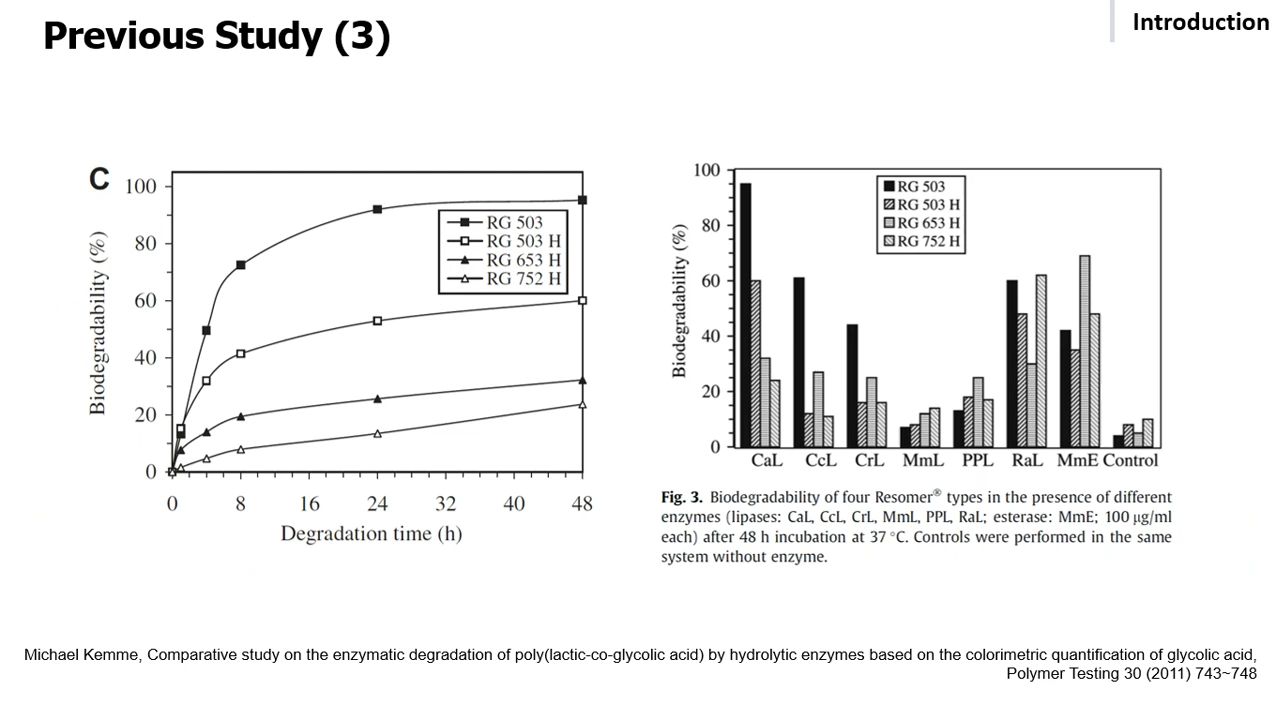 Previous Study (3)
Introduction
C
Biodegradability (%)
100
80
60
40
20
0
RG 503
RG 503 H
RG 653 H
RG 752 H
0 8 16 24 32 40 48
Degradation time (h)
Biodegradability (%)
100
80
60
40
20
0
RG 503
RG 503 H
RG 653 H
RG 752 H
CaL CcL CrL MmL PPL RaL MmE Control
Fig. 3. Biodegradability of four Resomer® types in the presence of different
enzymes (lipases: CaL, CcL, CrL, MmL, PPL, RaL; esterase: MmE; 100 µg/ml
each) after 48 h incubation at 37 °C. Controls were performed in the same
system without enzyme.
Michael Kemme, Comparative study on the enzymatic degradation of poly(lactic-co-glycolic acid) by hydrolytic enzymes based on the colorimetric quantification of glycolic acid,
Polymer Testing 30 (2011) 743~748